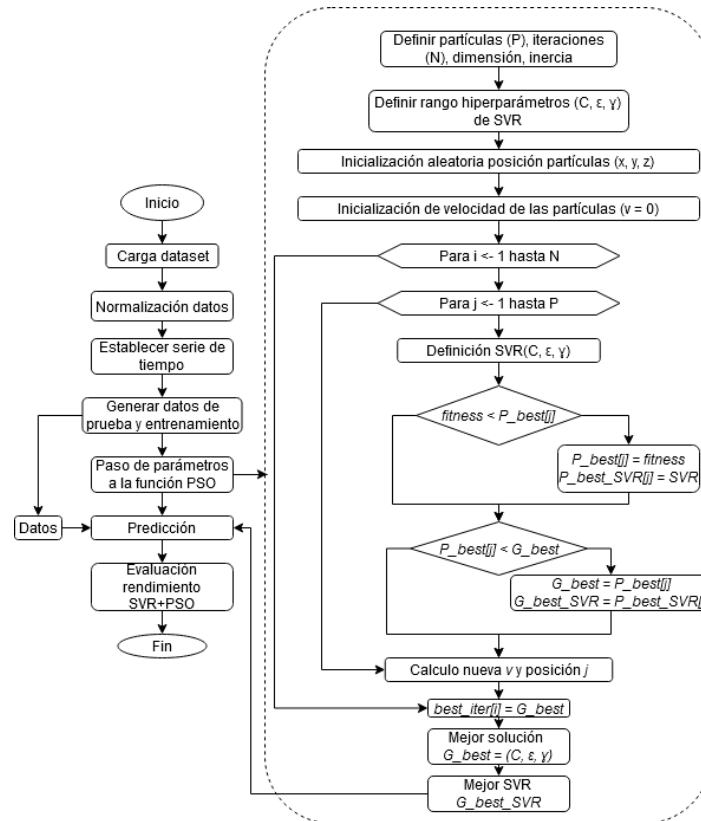 Inicio
Carga dataset
Normalización datos
Establecer serie de
tiempo
Generar datos de
prueba y entrenamiento
Paso de parámetros
a la función PSO
Datos
Predicción
Evaluación
rendimiento
SVR+PSO
Fin
Definir partículas (P), iteraciones
(N), dimensión, inercia
Definir rango hiperparámetros (C, ε, γ)
de SVR
Inicialización aleatoria posición partículas (x, y, z)
Inicialización de velocidad de las partículas (v = 0)
Para i <- 1 hasta N
Para j <- 1 hasta P
Definición SVR(C, ε, γ)
fitness < P_best[j]
P_best[j] = fitness
P_best_SVR[j] = SVR
P_best[j] < G_best
G_best = P_best[j]
G_best_SVR = P_best_SVR[
Calculo nueva v y posición j
best_iter[i] = G_best
Mejor solución
G_best = (C, ε, γ)
Mejor SVR
G_best_SVR